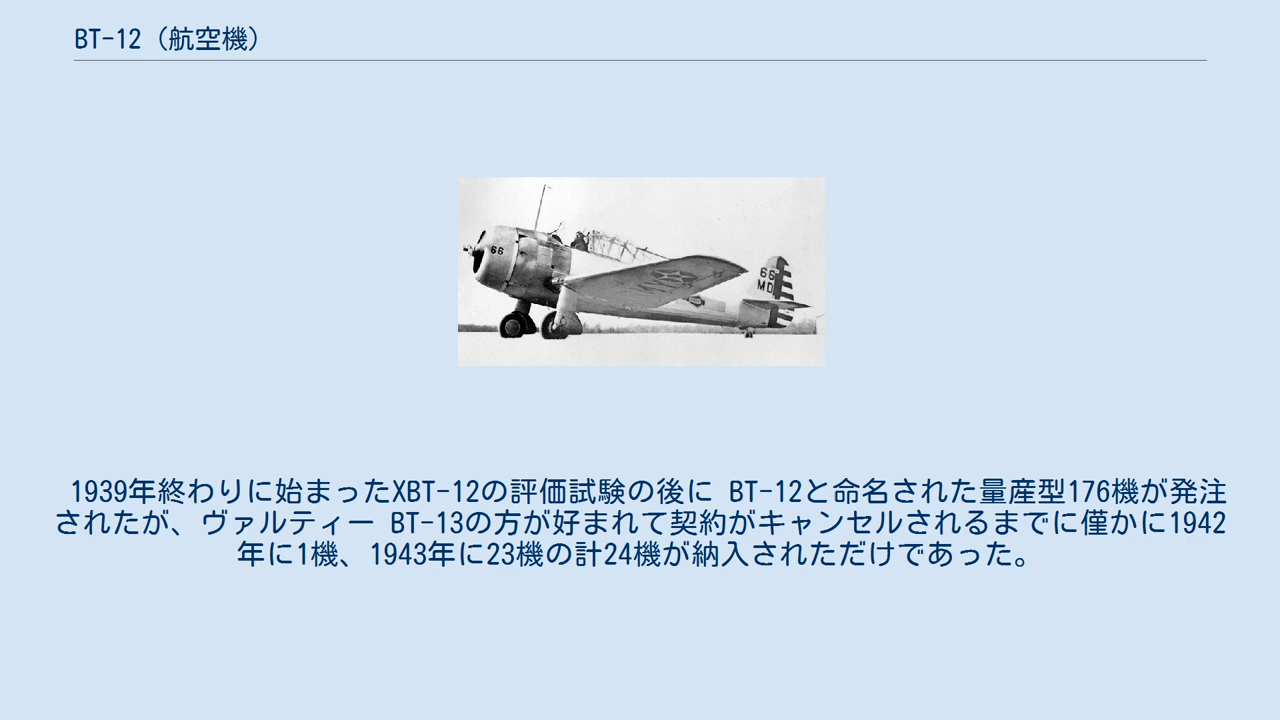 BT-12（航空機）
66
66
MD
1939年終わりに始まったXBT-12の評価試験の後に BT-12と命名された量産型176機が発注
されたが、ヴァルティー BT-13の方が好まれて契約がキャンセルされるまでに僅かに1942
年に1機、1943年に23機の計24機が納入されただけであった。